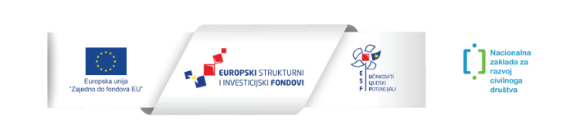 Europska unija
"Zajedno do fondova EU"
EUROPSKI STRUKTURNI
I INVESTICIJSKI FONDOVI
E
S
F
UČINKOVITI
LJUDSKI
POTENCIJALI
Nacionalna
zaklada za
razvoj
civilnoga
društva